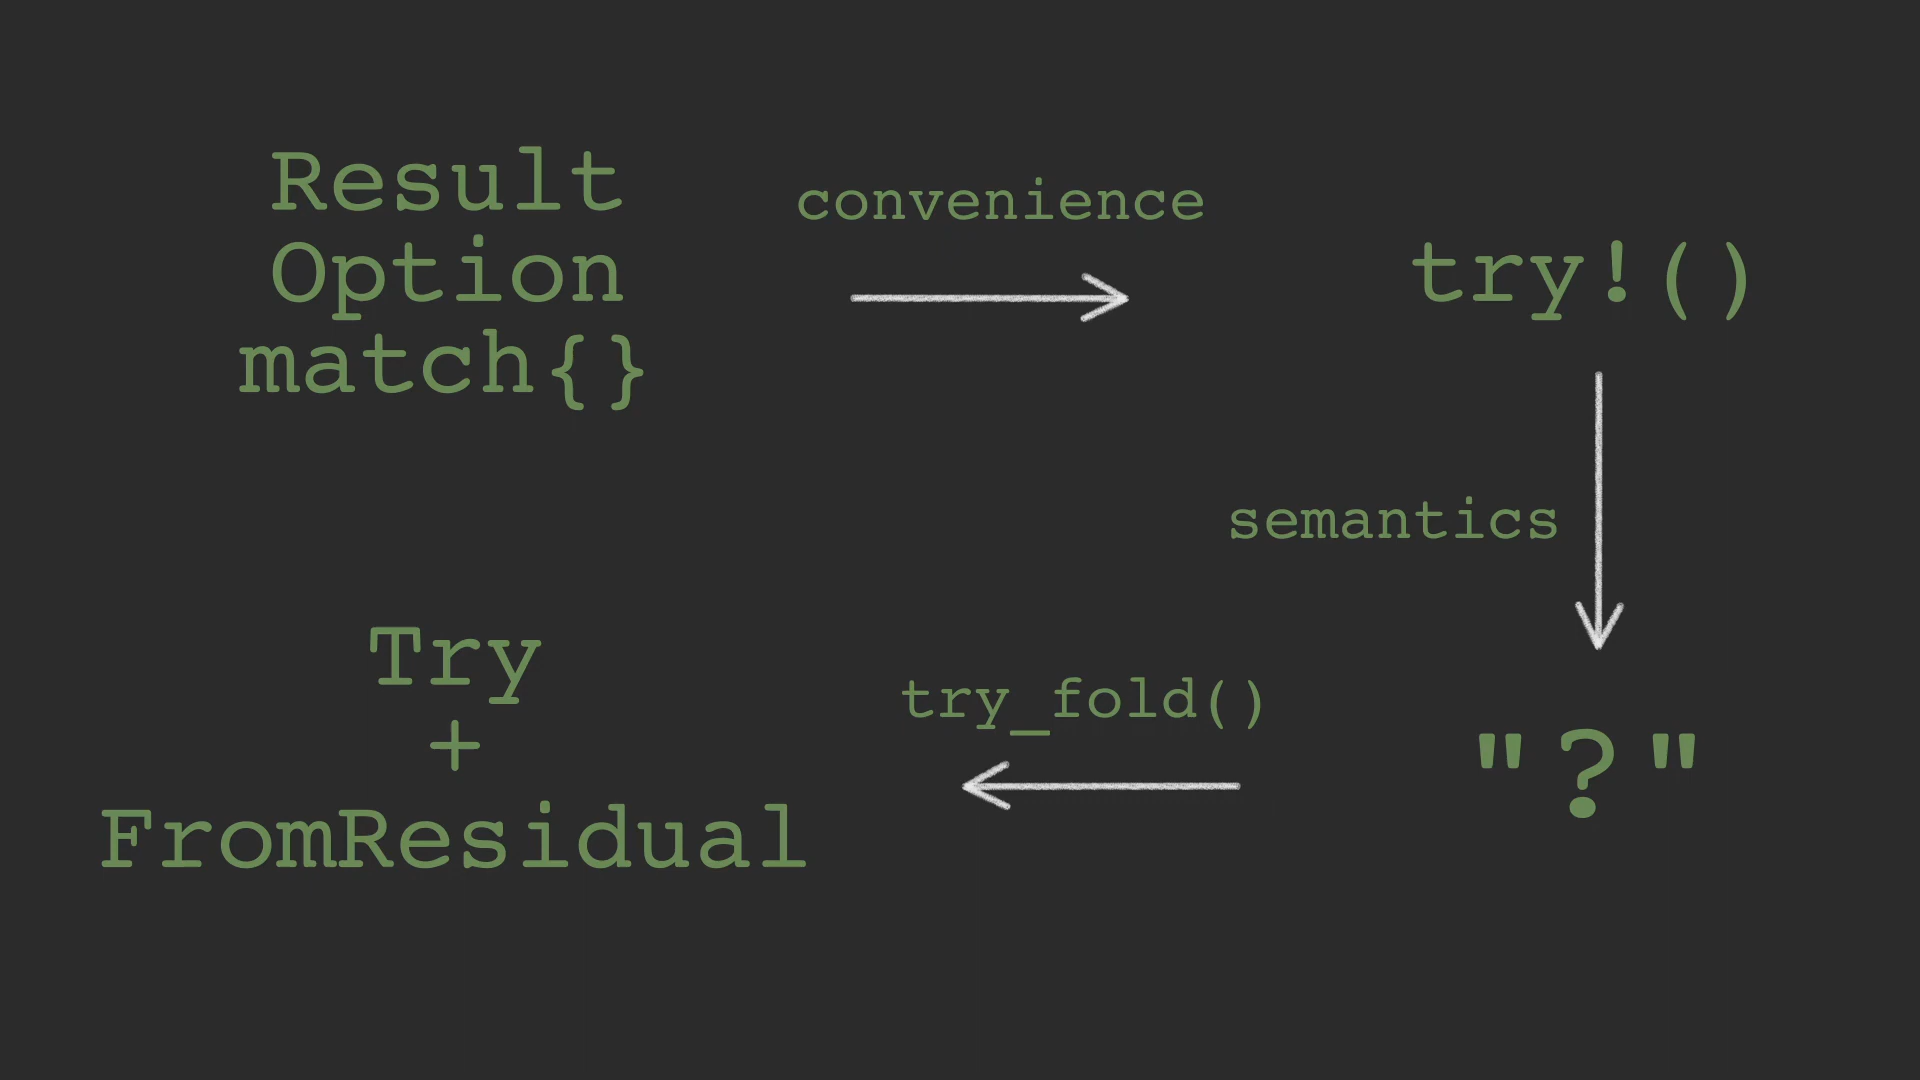 Result
Option
match{}
convenience
try!()
semantics
"?"
try_fold()
Try
+
FromResidual